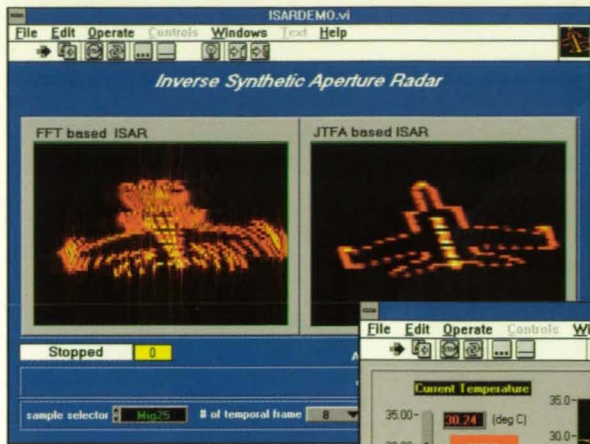 ISARDEMO.vi
File Edit Operate Controls Windows Text Help
Inverse Synthetic Aperture Radar
FFT based ISAR
JTFA based ISAR
Stopped 0
sample selector Mig25 # of temporal frame 8
File Edit Operate Controls
Current Temperature
35.00 30.24 (deg C)
35.0
30.0